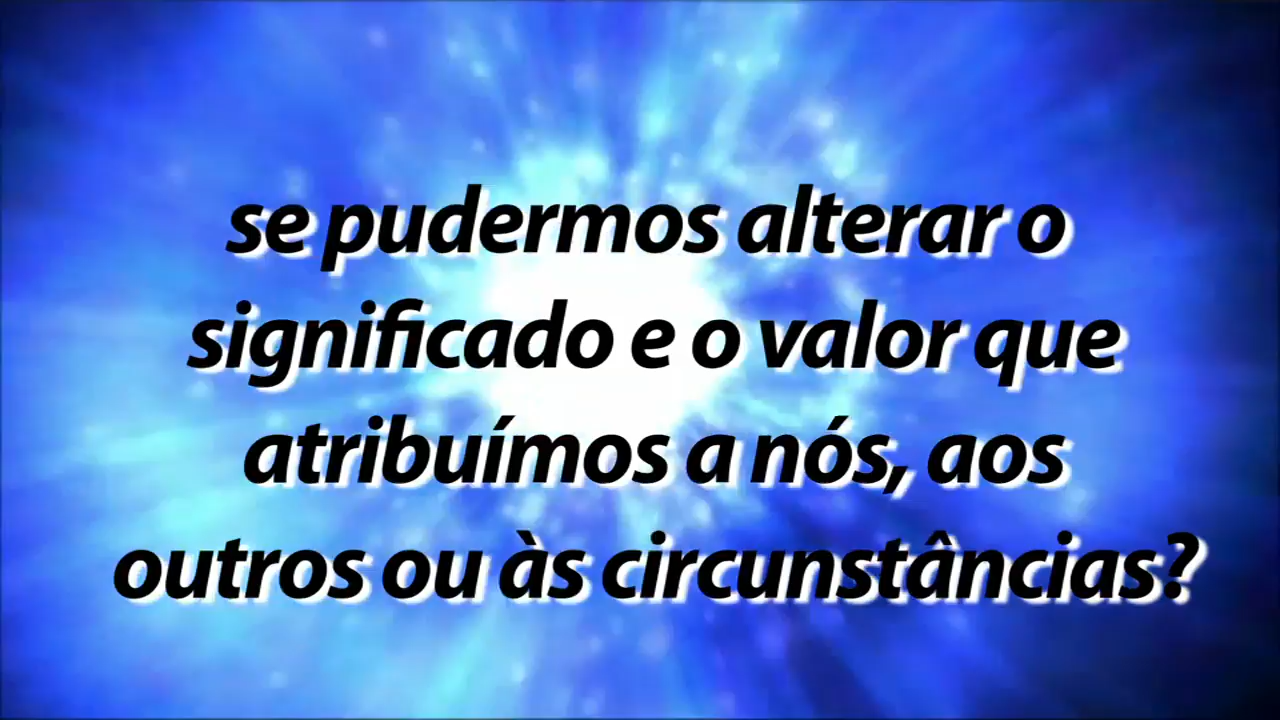 se pudermos alterar o
significado e o valor que
atribuímos a nós, aos
outros ou às circunstâncias?